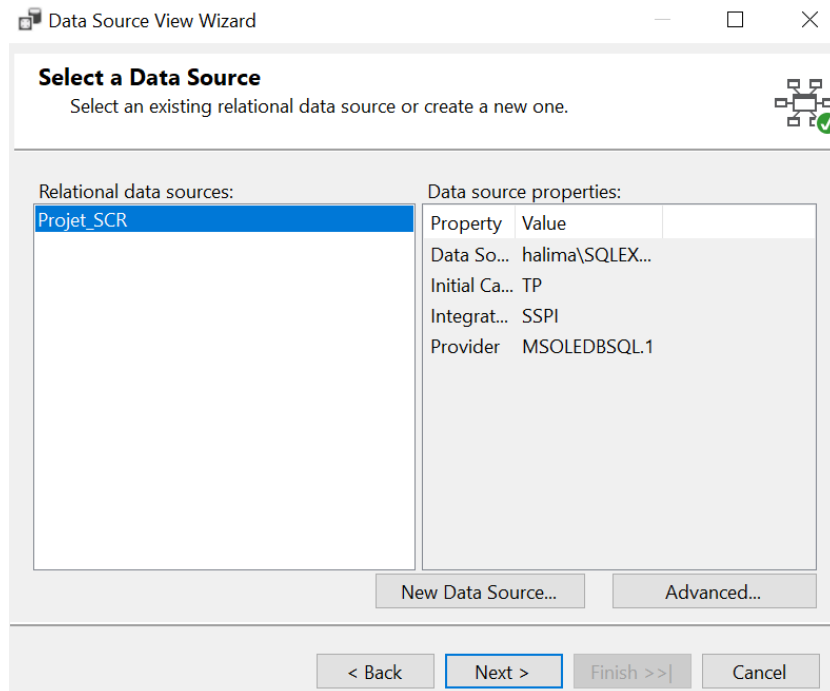 Data Source View Wizard
Select a Data Source
Select an existing relational data source or create a new one.
Relational data sources:
Projet_SCR
Data source properties:
Property Value
Data So... halima\SQLEX...
Initial Ca... TP
Integrat... SSPI
Provider MSOLEDBSQL.1
New Data Source... Advanced...
< Back Next > Finish >>| Cancel